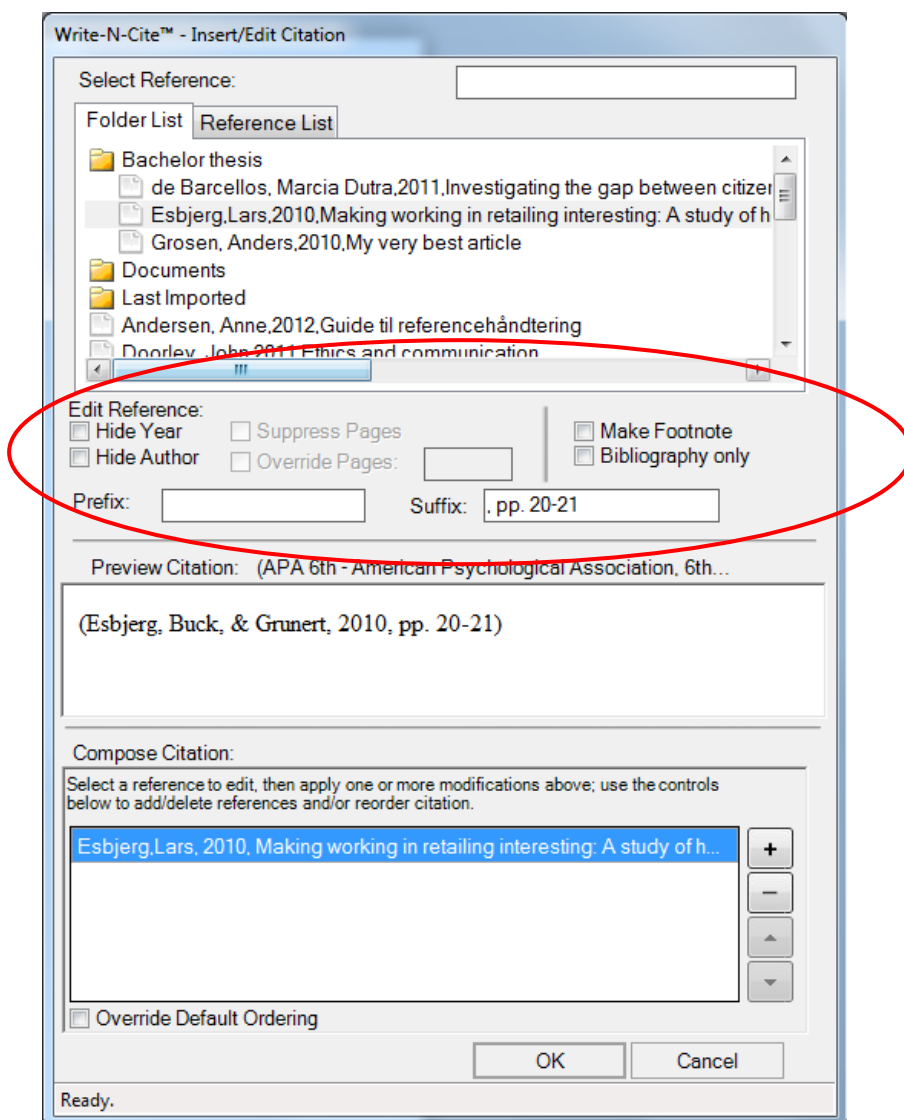 Write-N-Cite™ - Insert/Edit Citation
Select Reference:
Folder List Reference List
Bachelor thesis
de Barcellos, Marcia Dutra,2011,Investigating the gap between citizen
Esbjerg,Lars,2010,Making working in retailing interesting: A study of h
Grosen, Anders,2010,My very best article
Documents
Last Imported
Andersen, Anne,2012,Guide til referencehåndtering
Doorley, John,2011,Ethics and communication
Edit Reference:
Hide Year Suppress Pages Make Footnote
Hide Author Override Pages: Bibliography only
Prefix: Suffix: , pp. 20-21
Preview Citation: (APA 6th - American Psychological Association, 6th...
(Esbjerg, Buck, & Grunert, 2010, pp. 20-21)
Compose Citation:
Select a reference to edit, then apply one or more modifications above; use the controls
below to add/delete references and/or reorder citation.
Esbjerg,Lars, 2010, Making working in retailing interesting: A study of h...
+
–
Override Default Ordering
OK Cancel
Ready.